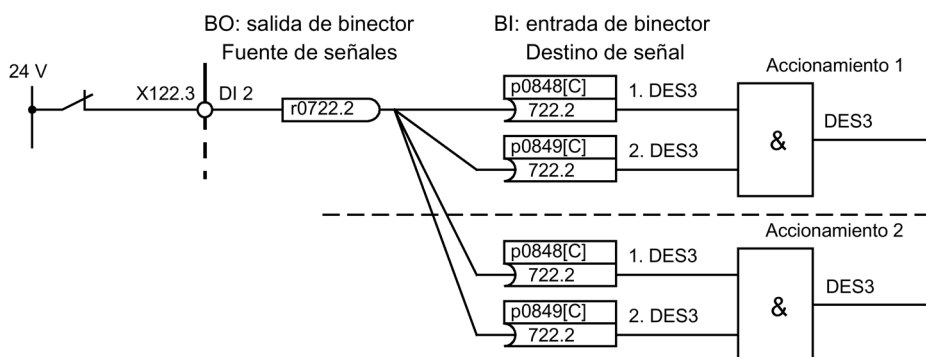 BO: salida de binector
Fuente de señales
BI: entrada de binector
Destino de señal
24 V
X122.3
DI 2
r0722.2
p0848[C]
722.2
1. DES3
p0849[C]
722.2
2. DES3
Accionamiento 1
&
DES3
Accionamiento 2
p0848[C]
722.2
1. DES3
p0849[C]
722.2
2. DES3
&
DES3